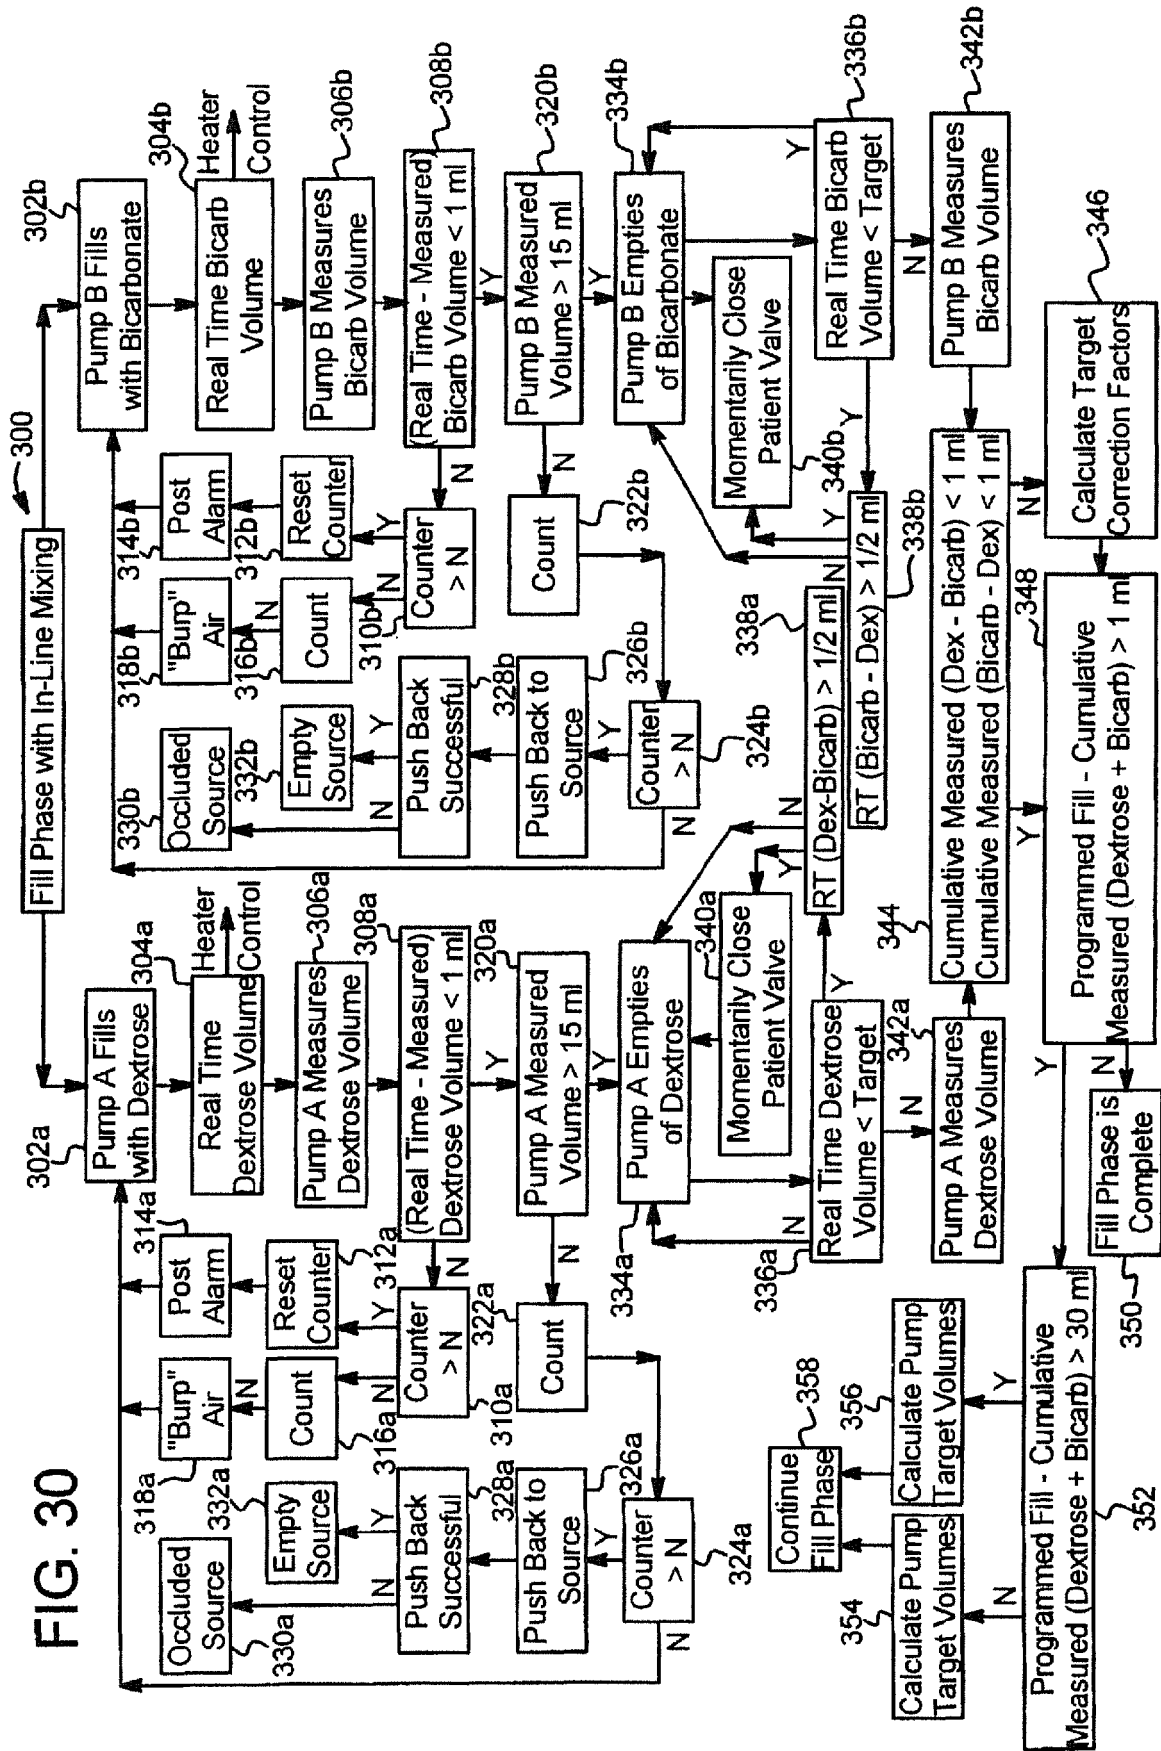 FIG. 30
Fill Phase with In-Line Mixing
300
302a
Pump A Fills
with Dextrose
304a
Real Time
Dextrose Volume
Heater
Control
Pump A Measures
Dextrose Volume
306a
(Real Time - Measured)
Dextrose Volume < 1 ml
308a
N
Y
Counter
> N
310a
Y
N
Reset
Counter
312a
Post
Alarm
314a
Count
316a
N
"Burp"
Air
318a
Pump A Measured
Volume > 15 ml
320a
N
Y
Count
322a
Counter
> N
324a
Y
N
Push Back to
Source
326a
Push Back
Successful
328a
N
Y
Occluded
Source
330a
Empty
Source
332a
Pump A Empties
of Dextrose
334a
Real Time Dextrose
Volume < Target
336a
N
Y
N
Momentarily Close
Patient Valve
340a
RT (Dex-Bicarb) > 1/2 ml
338a
Y
N
Pump A Measures
Dextrose Volume
342a
302b
Pump B Fills
with Bicarbonate
304b
Real Time Bicarb
Volume
Heater
Control
Pump B Measures
Bicarb Volume
306b
(Real Time - Measured)
Bicarb Volume < 1 ml
308b
N
Y
Counter
> N
310b
Y
N
Reset
Counter
312b
Post
Alarm
314b
Count
316b
N
"Burp"
Air
318b
Pump B Measured
Volume > 15 ml
320b
N
Y
Count
322b
Counter
> N
324b
Y
N
Push Back to
Source
326b
Push Back
Successful
328b
N
Y
Occluded
Source
330b
Empty
Source
332b
Pump B Empties
of Bicarbonate
334b
Real Time Bicarb
Volume < Target
336b
Y
Y
N
Momentarily Close
Patient Valve
340b
RT (Bicarb - Dex) > 1/2 ml
338b
Y
N
Pump B Measures
Bicarb Volume
342b
344
Cumulative Measured (Dex - Bicarb) < 1 ml
Cumulative Measured (Bicarb - Dex) < 1 ml
N
Y
Calculate Target
Correction Factors
346
Programmed Fill - Cumulative
Measured (Dextrose + Bicarb) > 1 ml
348
Y
N
Fill Phase is
Complete
350
Programmed Fill - Cumulative
Measured (Dextrose + Bicarb) > 30 ml
352
N
Y
Calculate Pump
Target Volumes
354
Calculate Pump
Target Volumes
356
Continue
Fill Phase
358